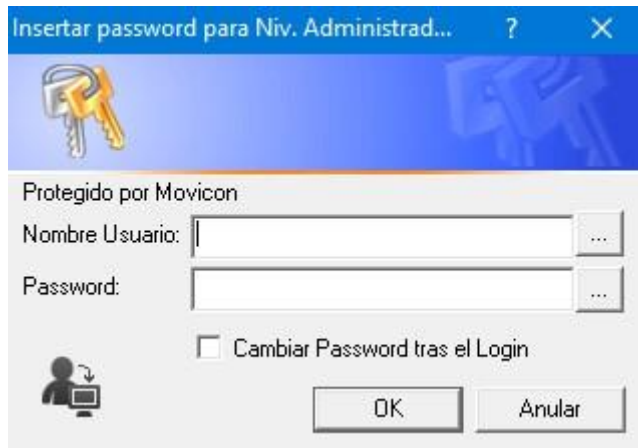 Insertar password para Niv. Administrad... ?
Protegido por Movicon
Nombre Usuario: ...
Password: ...
Cambiar Password tras el Login
OK Anular